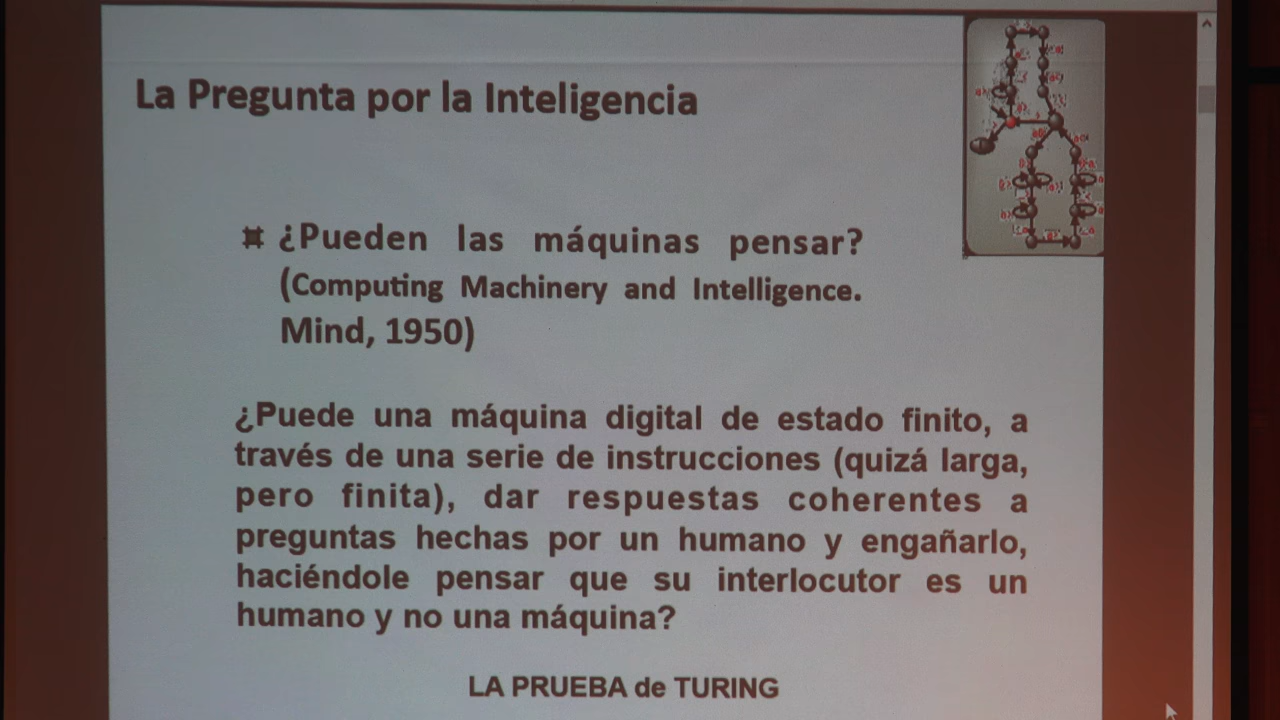 La Pregunta por la Inteligencia
¿Pueden las máquinas pensar?
(Computing Machinery and Intelligence.
Mind, 1950)
¿Puede una máquina digital de estado finito, a
través de una serie de instrucciones (quizá larga,
pero finita), dar respuestas coherentes a
preguntas hechas por un humano y engañarlo,
haciéndole pensar que su interlocutor es un
humano y no una máquina?
LA PRUEBA de TURING